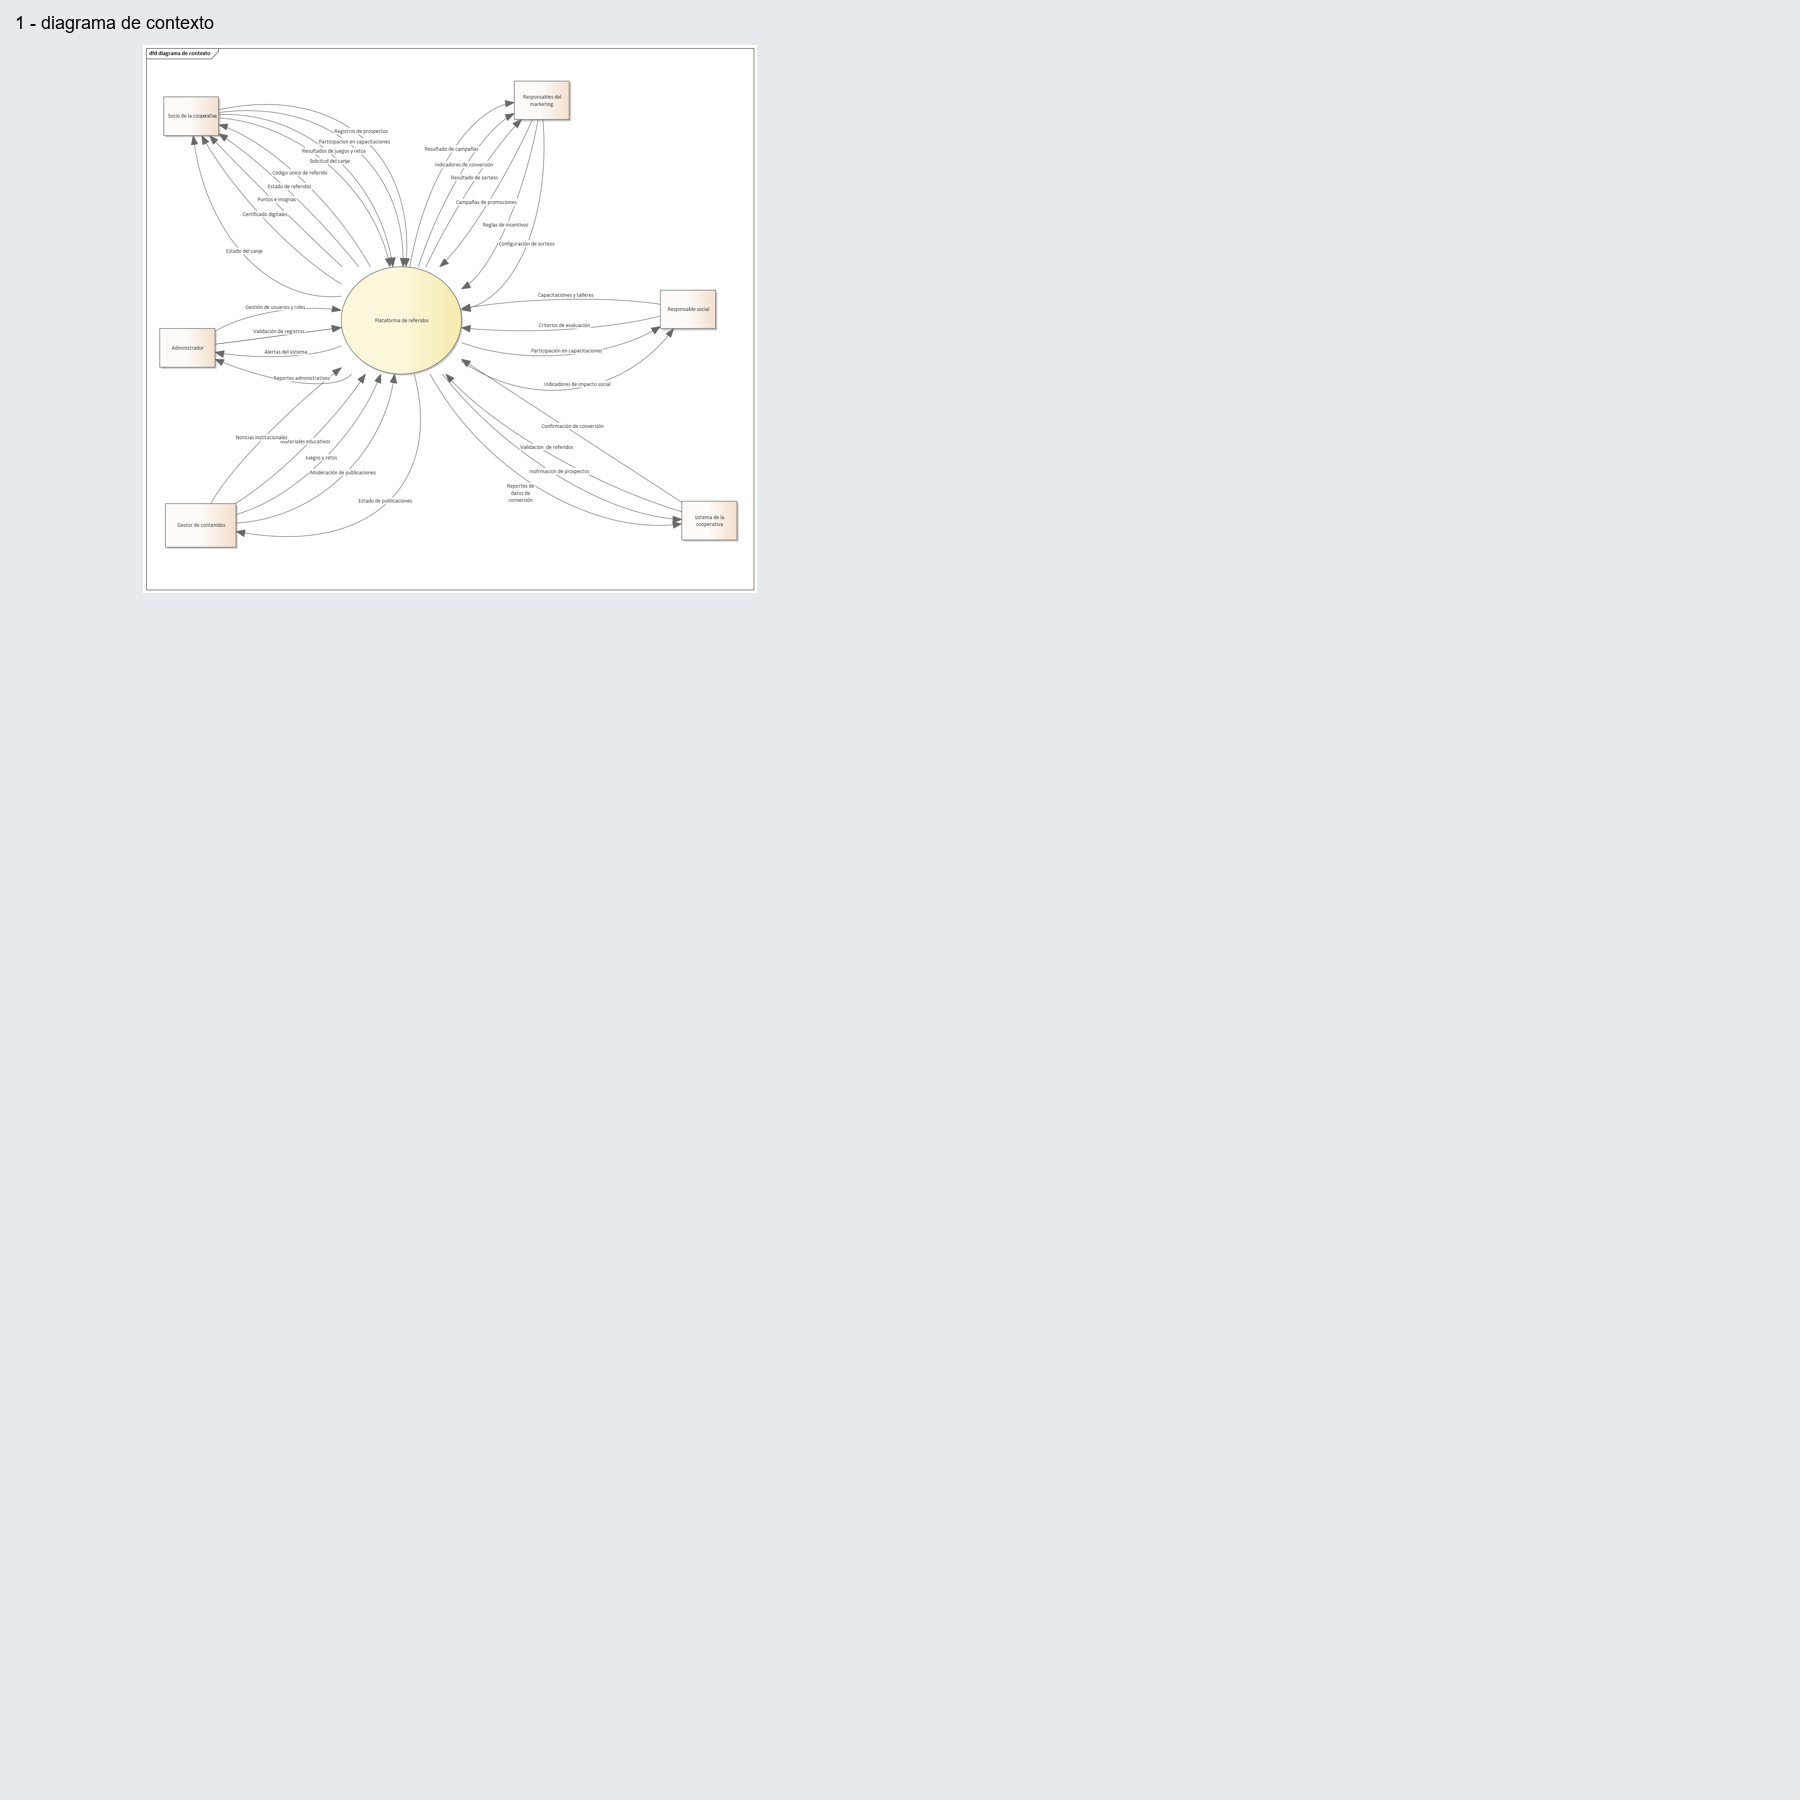 1 - diagrama de contexto
dfd diagrama de contexto
Socio de la cooperativa
Responsables del
marketing
Registros de prospectos
Participacion en capacitaciones
Resultados de juegos y retos
Solicitud del canje
Código único de referido
Estado de referidos
Puntos e insignas
Certificado digitales
Estado del canje
Resultado de campañas
Indicadores de conversión
Resultado de sorteos
Campañas de promociones
Reglas de incentivos
Configuración de sorteos
Gestión de usuarios y roles
Validación de registros
Administrador
Alertas del sistema
Reportes administrativos
Plataforma de referidos
Capacitaciónes y talleres
Responsable social
Criterios de evaluación
Participación en capacitaciones
Indicadores de impacto social
Noticias institucionales
Materiales educativos
Juegos y retos
Moderación de publicaciones
Estado de publicaciones
Gestor de contenidos
Confirmación de conversión
Validación de referidos
Inofrmacion de prospectos
Reportes de
datos de
conversión
sistema de la
cooperativa